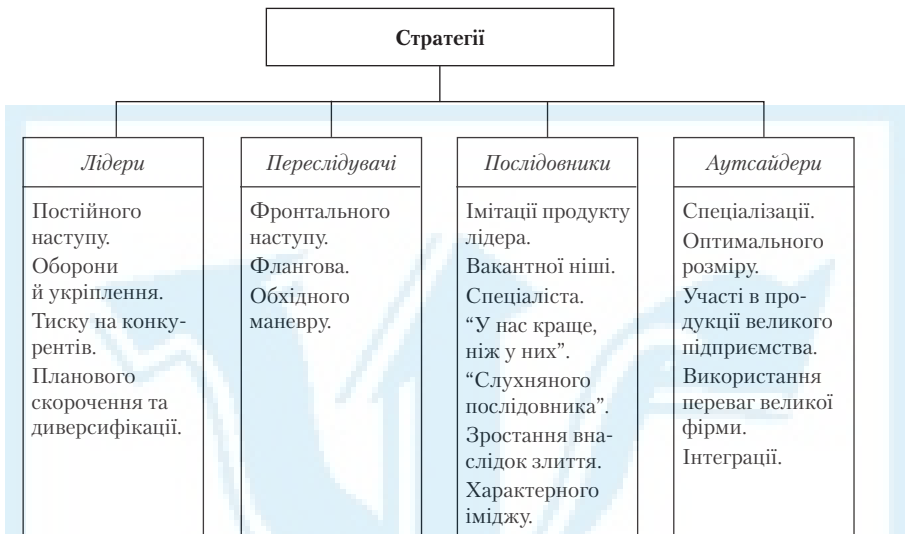 Стратегії
Лідери
Постійного
наступу.
Оборони
й укріплення.
Тиску на конку-
рентів.
Планового
скорочення та
диверсифікації.
Переслідувачі
Фронтального
наступу.
Флангова.
Обхідного
маневру.
Послідовники
Імітації продукту
лідера.
Вакантної ніші.
Спеціаліста.
“У нас краще,
ніж у них”.
“Слухняного
послідовника”.
Зростання вна-
слідок злиття.
Характерного
іміджу.
Аутсайдери
Спеціалізації.
Оптимального
розміру.
Участі в про-
дукції великого
підприємства.
Використання
переваг великої
фірми.
Інтеграції.